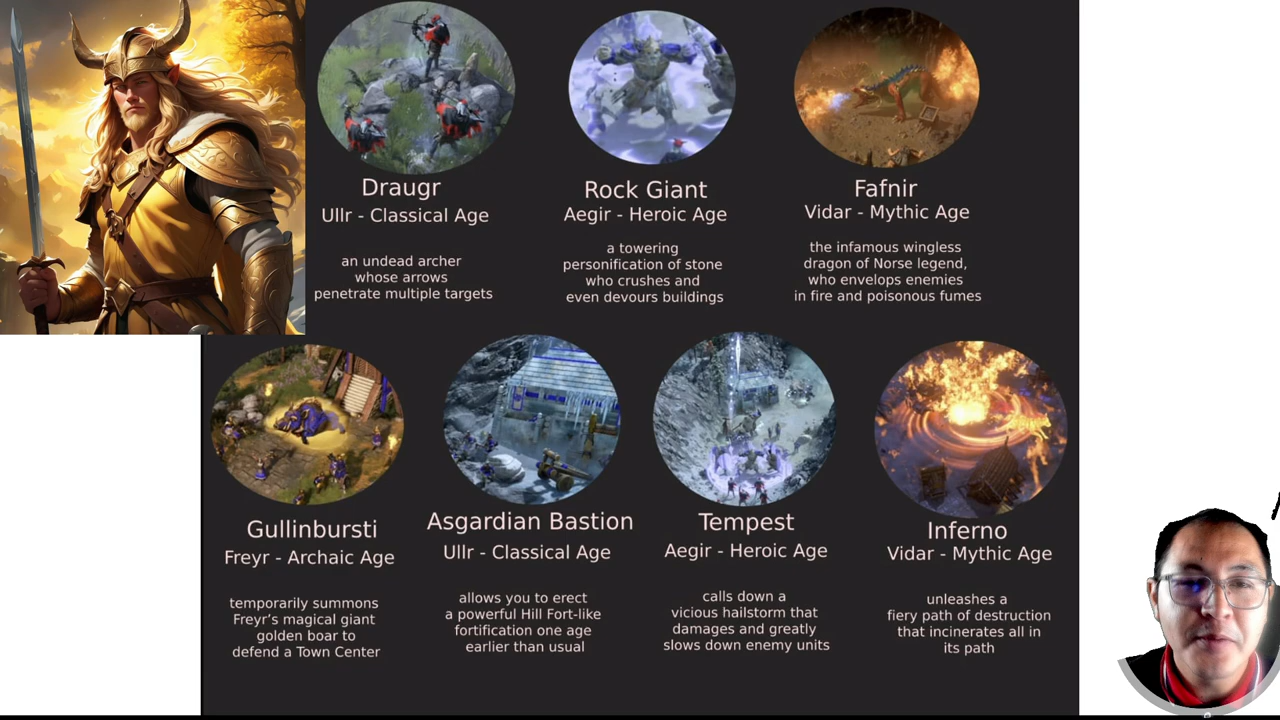 Draugr
Ullr - Classical Age
an undead archer
whose arrows
penetrate multiple targets
Rock Giant
Aegir - Heroic Age
a towering
personification of stone
who crushes and
even devours buildings
Fafnir
Vidar - Mythic Age
the infamous wingless
dragon of Norse legend,
who envelops enemies
in fire and poisonous fumes
Gullinbursti
Freyr - Archaic Age
temporarily summons
Freyr’s magical giant
golden boar to
defend a Town Center
Asgardian Bastion
Ullr - Classical Age
allows you to erect
a powerful Hill Fort-like
fortification one age
earlier than usual
Tempest
Aegir - Heroic Age
calls down a
vicious hailstorm that
damages and greatly
slows down enemy units
Inferno
Vidar - Mythic Age
unleashes a
fiery path of destruction
that incinerates all in
its path